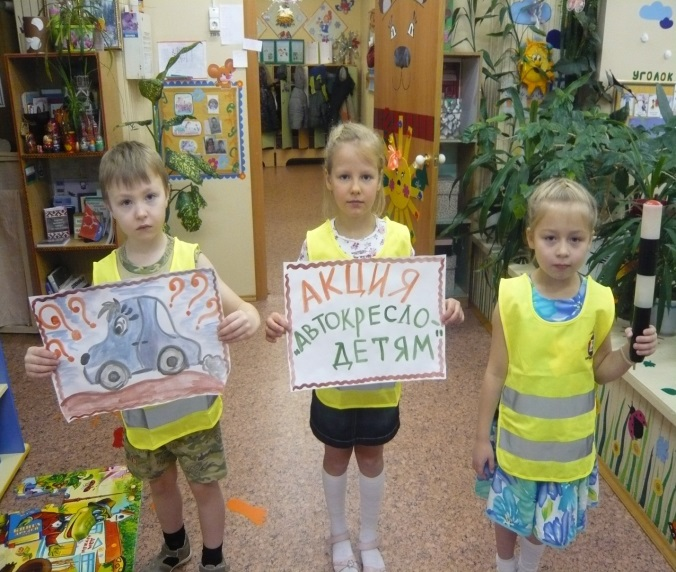 УГОЛОК
? ? ? ? ?
АКЦИЯ
"АВТОКРЕСЛО-
ДЕТЯМ"